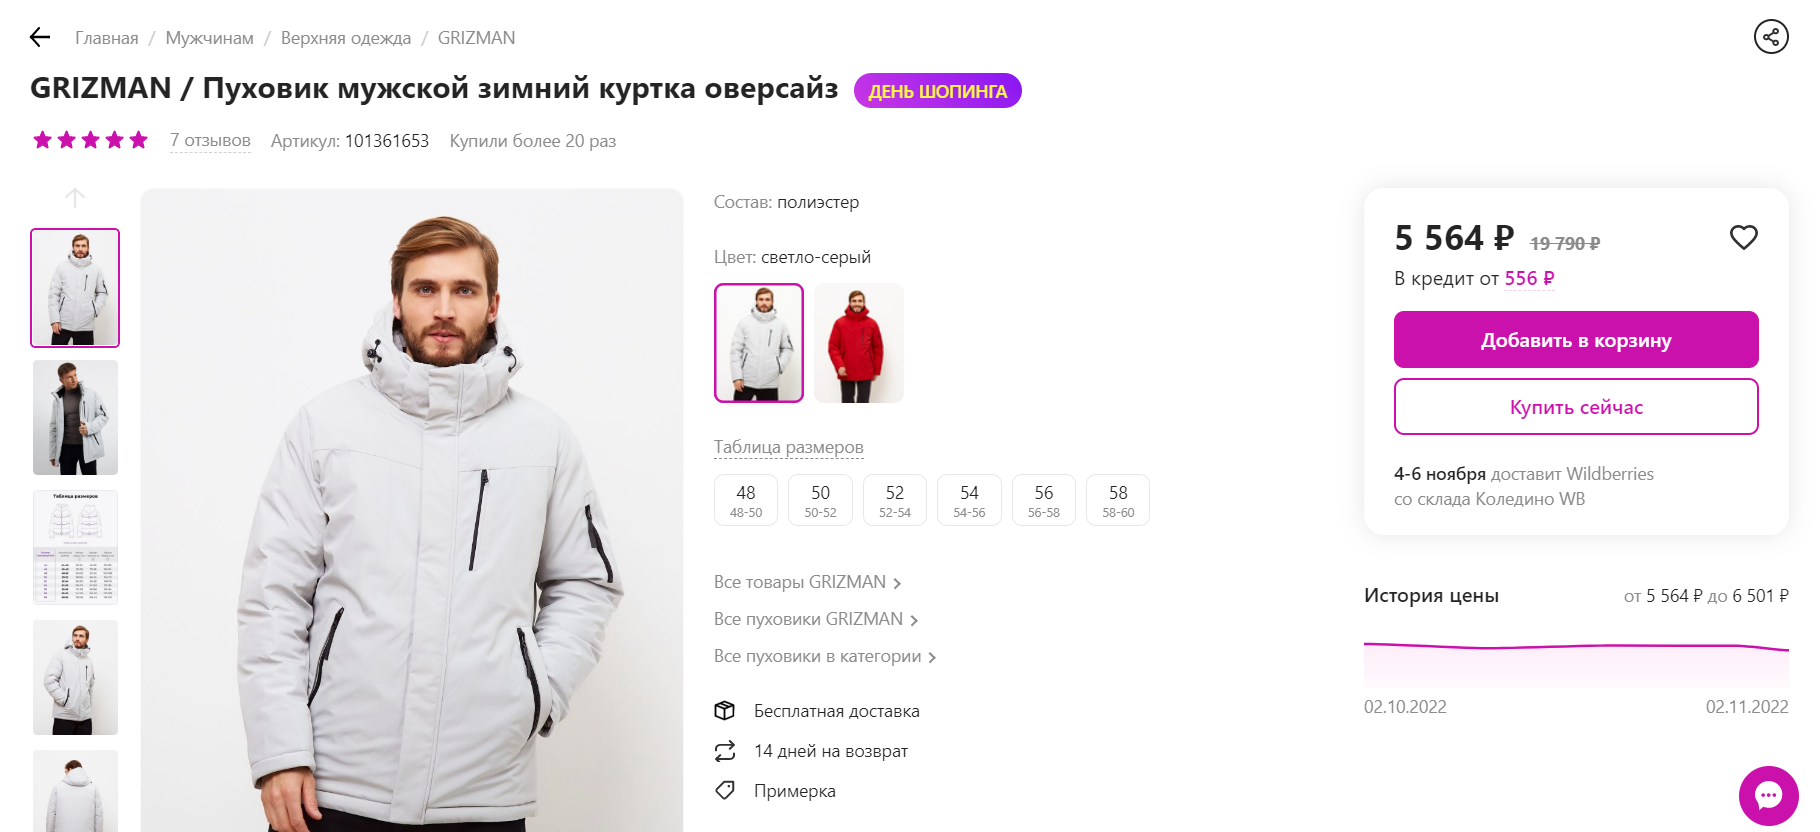 Главная / Мужчинам / Верхняя одежда / GRIZMAN
GRIZMAN / Пуховик мужской зимний куртка оверсайз ДЕНЬ ШОПИНГА
7 отзывов Артикул: 101361653 Купили более 20 раз
Таблица размеров
Состав: полиэстер
Цвет: светло-серый
Таблица размеров
48 50 52 54 56 58
48-50 50-52 52-54 54-56 56-58 58-60
Все товары GRIZMAN
Все пуховики GRIZMAN
Все пуховики в категории
Бесплатная доставка
14 дней на возврат
Примерка
5 564 ₽ 19 790 ₽
В кредит от 556 ₽
Добавить в корзину
Купить сейчас
4-6 ноября доставит Wildberries
со склада Коледино WB
История цены от 5 564 ₽ до 6 501 ₽
02.10.2022 02.11.2022